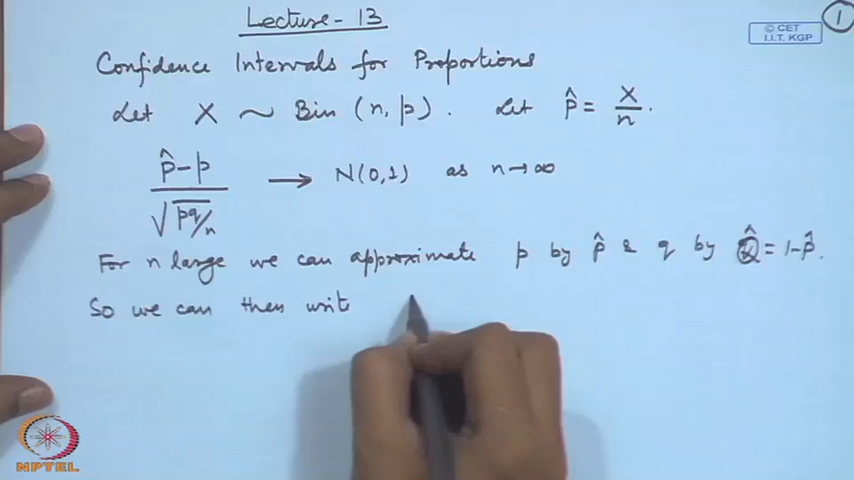 Lecture-13
1
© CET
I.I.T. KGP
Confidence Intervals for Proportions
Let X ~ Bin (n, p). Let p̂ = X/n.
(p̂-p)/√(pq/n) → N(0,1) as n→∞
For n large we can approximate p by p̂ & q by q̂ = 1-p̂.
So we can then write
NPTEL